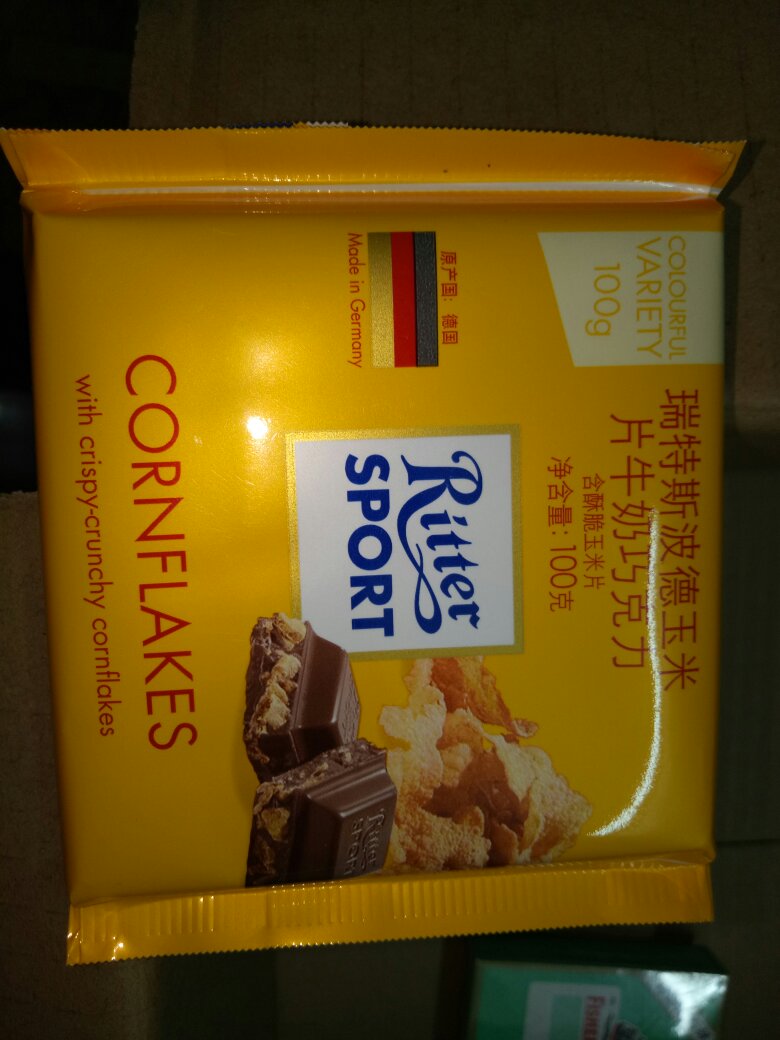 COLOURFUL
VARIETY
100g
瑞特斯波德玉米
片牛奶巧克力
含酥脆玉米片
净含量：100克
原产国：德国
Made in Germany
Ritter
SPORT
CORNFLAKES
with crispy-crunchy cornflakes
Ritter
SPORT